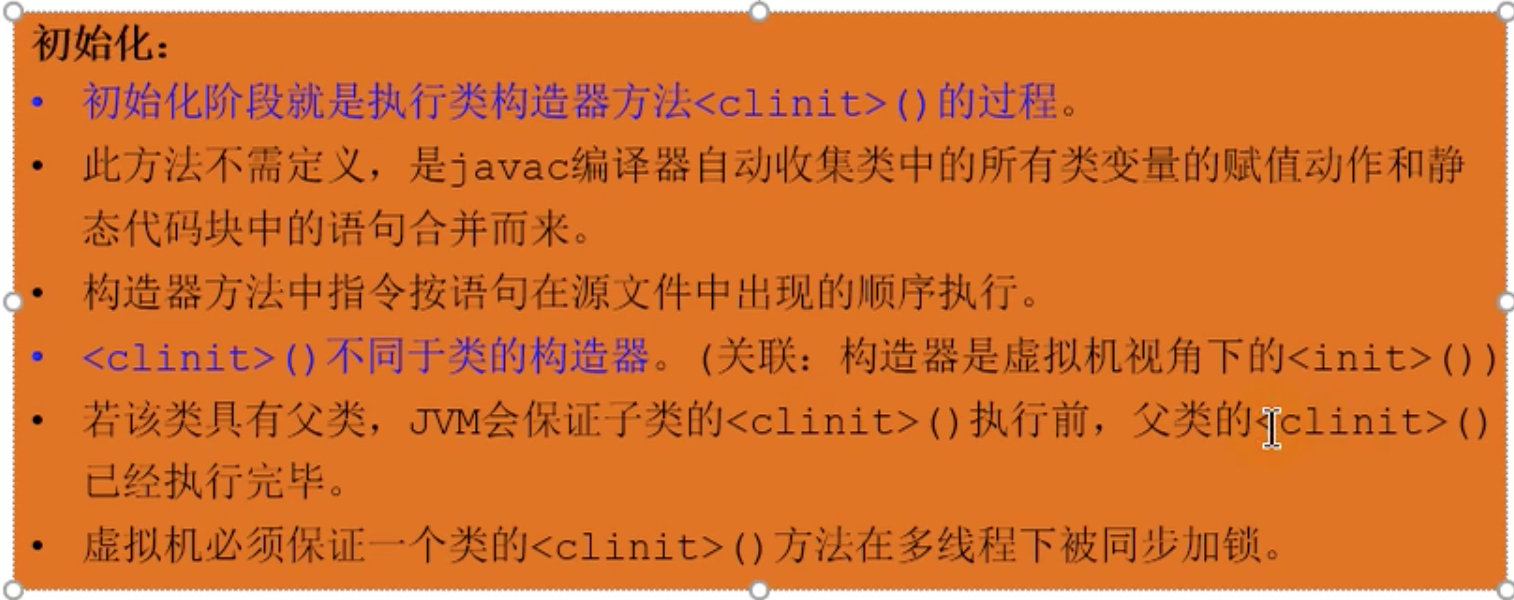 初始化：
• 初始化阶段就是执行类构造器方法<clinit>()的过程。
• 此方法不需定义，是javac编译器自动收集类中的所有类变量的赋值动作和静
态代码块中的语句合并而来。
• 构造器方法中指令按语句在源文件中出现的顺序执行。
• <clinit>()不同于类的构造器。(关联：构造器是虚拟机视角下的<init>())
• 若该类具有父类，JVM会保证子类的<clinit>()执行前，父类的<clinit>()
已经执行完毕。
• 虚拟机必须保证一个类的<clinit>()方法在多线程下被同步加锁。